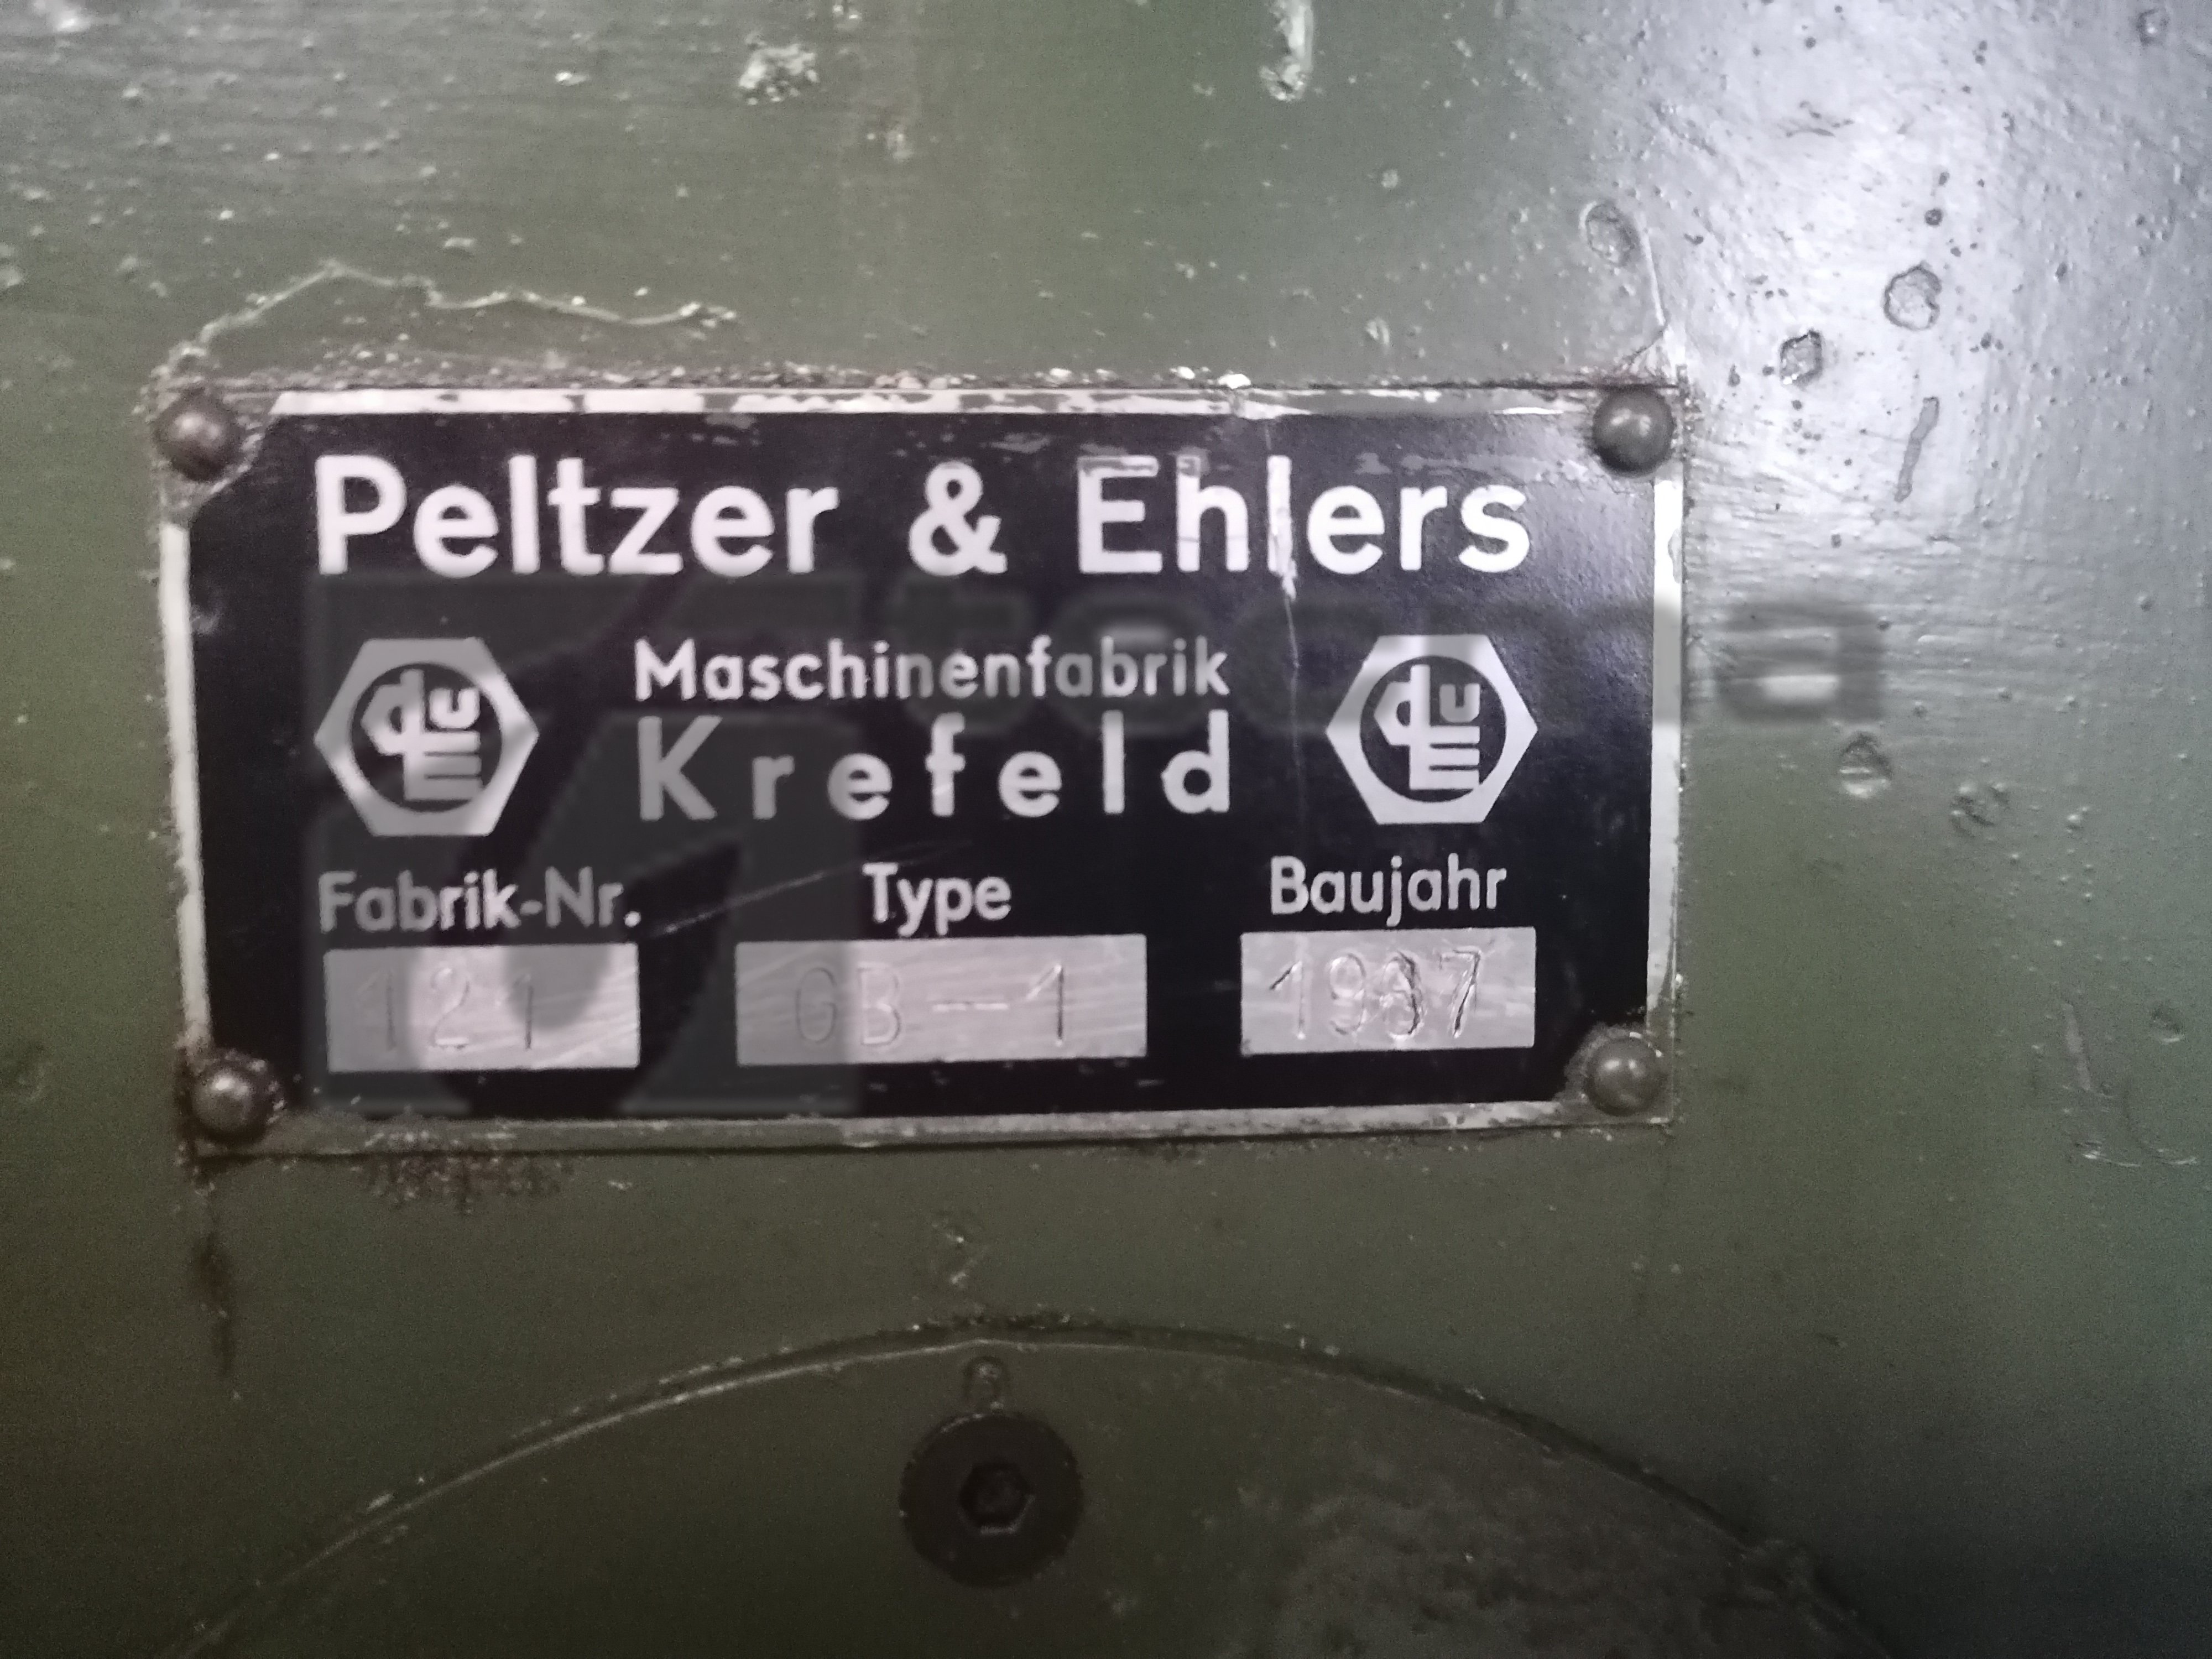 Peltzer & Ehlers
Maschinenfabrik
Krefeld
Fabrik-Nr. Type Baujahr
121 GB-1